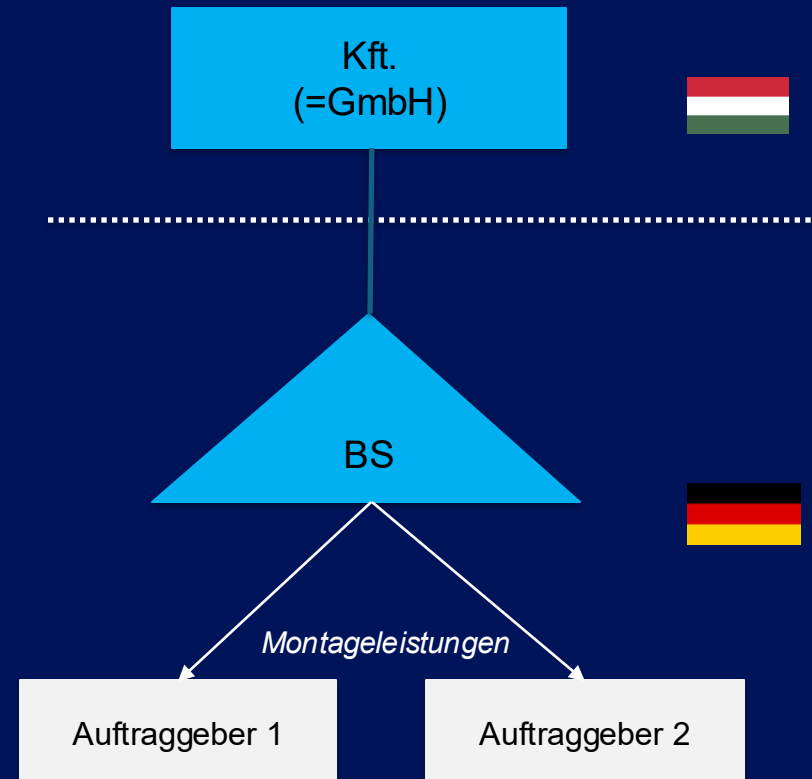 Kft.
(=GmbH)
BS
Montageleistungen
Auftraggeber 1
Auftraggeber 2